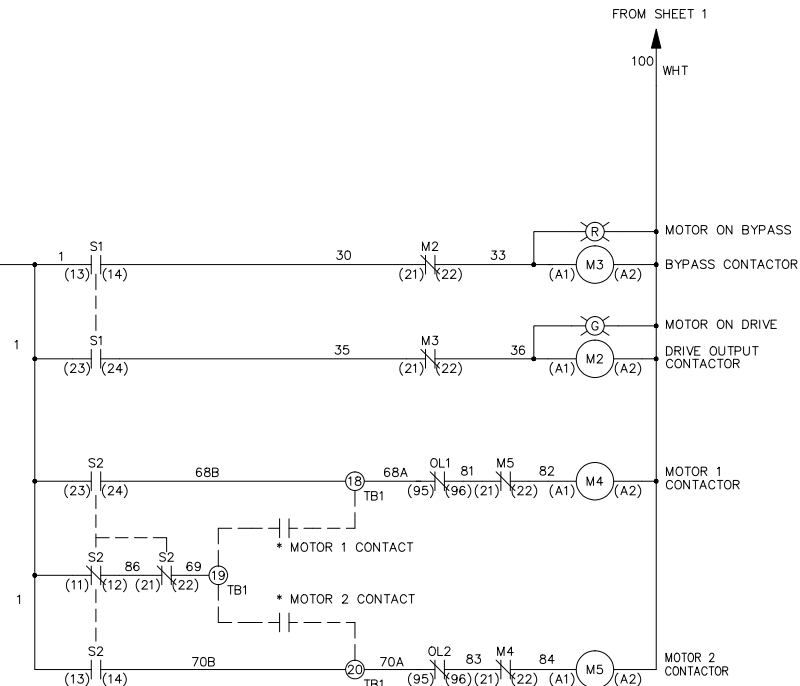 FROM SHEET 1
100
WHT
MOTOR ON BYPASS
R
1 S1 30 M2 33
(13) (14) (21) (22) (A1) M3 (A2) BYPASS CONTACTOR
MOTOR ON DRIVE
G
1 S1 35 M3 36
(23) (24) (21) (22) (A1) M2 (A2) DRIVE OUTPUT
CONTACTOR
S2 68B 18 68A OL1 81 M5 82 M4 MOTOR 1
CONTACTOR
(23) (24) TB1 (95) (96) (21) (22) (A1) (A2)
* MOTOR 1 CONTACT
S2 86 S2 69 19
(11) (12) (21) (22) TB1
1 * MOTOR 2 CONTACT
S2 70B 20 70A OL2 83 M4 84 M5 MOTOR 2
CONTACTOR
(13) (14) TB1 (95) (96) (21) (22) (A1) (A2)